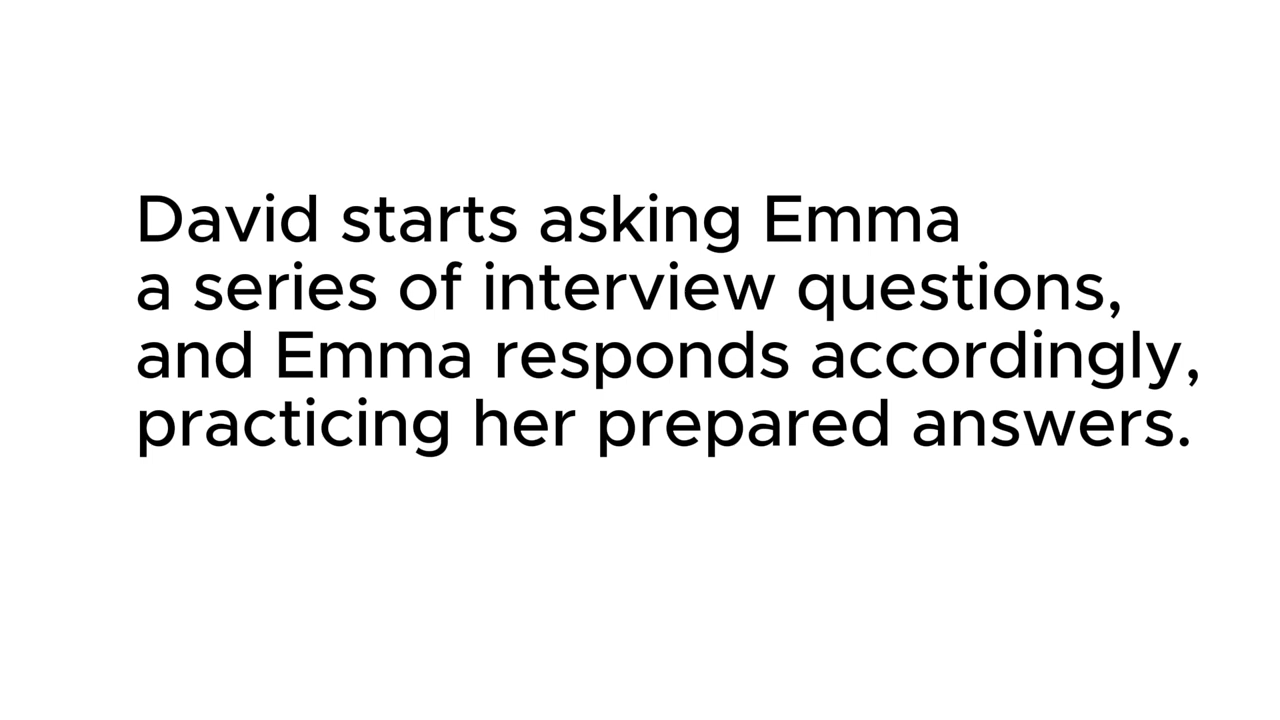 David starts asking Emma
a series of interview questions,
and Emma responds accordingly,
practicing her prepared answers.